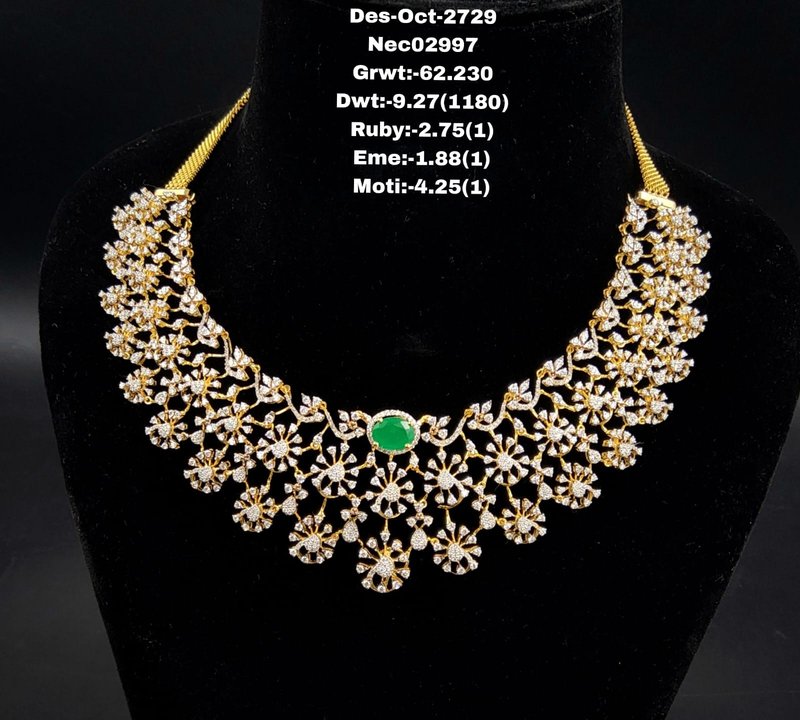 Des-Oct-2729
Nec02997
Grwt:-62.230
Dwt:-9.27(1180)
Ruby:-2.75(1)
Eme:-1.88(1)
Moti:-4.25(1)